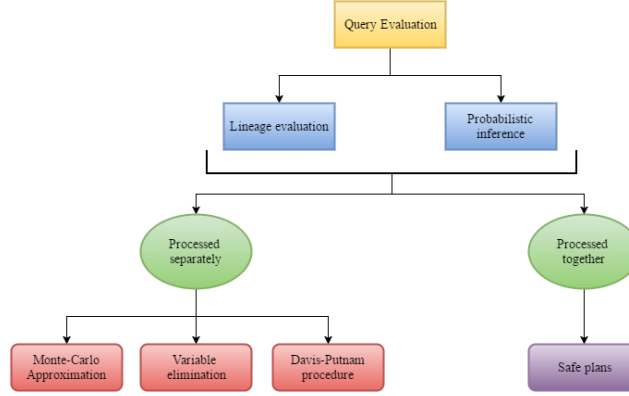 Query Evaluation
Lineage evaluation
Probabilistic
inference
Processed
separately
Processed
together
Monte-Carlo
Approximation
Variable
elimination
Davis-Putnam
procedure
Safe plans